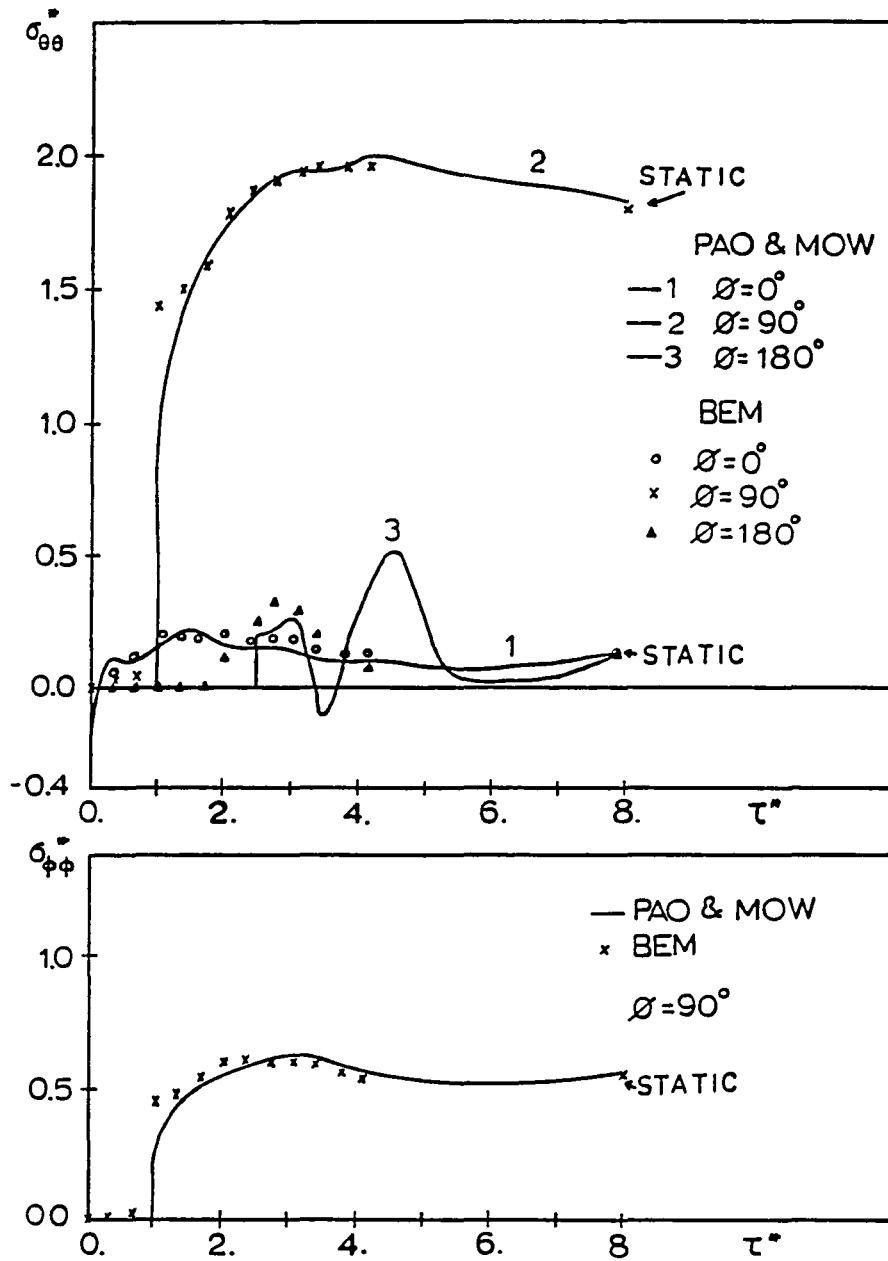 σθθ*
2.0
1.5
1.0
0.5
0.0
-0.4
0.
2.
4.
6.
8.
τ*
1
2
3
STATIC
PAO & MOW
1 Ø=0°
2 Ø=90°
3 Ø=180°
BEM
o Ø=0°
x Ø=90°
▲ Ø=180°
STATIC
σϕϕ*
1.0
0.5
0.0
0.
2.
4.
6.
8
τ*
PAO & MOW
x BEM
Ø=90°
STATIC